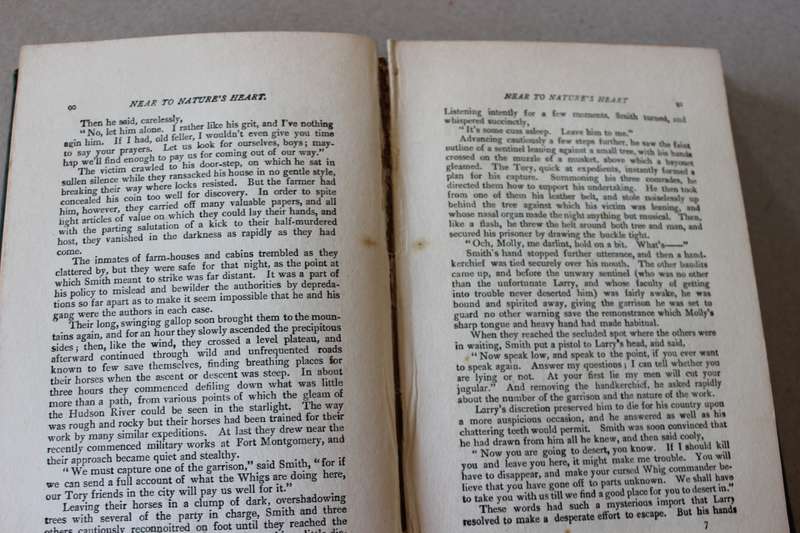 90
NEAR TO NATURE'S HEART.
Then he said, carelessly,
"No, let him alone. I rather like his grit, and I've nothing
agin him. If I had, old feller, I wouldn't even give you time
to say your prayers. Let us look for ourselves, boys; may-
hap we'll find enough to pay us for coming out of our way."
The victim crawled to his door-step, on which he sat in
sullen silence while they ransacked his house in no gentle style,
breaking their way where locks resisted. But the farmer had
concealed his coin too well for discovery. In order to spite
him, however, they carried off many valuable papers, and all
light articles of value on which they could lay their hands, and
with the parting salutation of a kick to their half-murdered
host, they vanished in the darkness as rapidly as they had
come.
The inmates of farm-houses and cabins trembled as they
clattered by, but they were safe for that night, as the point at
which Smith meant to strike was far distant. It was a part of
his policy to mislead and bewilder the authorities by depreda-
tions so far apart as to make it seem impossible that he and his
gang were the authors in each case.
Their long, swinging gallop soon brought them to the moun-
tains again, and for an hour they slowly ascended the precipitous
sides; then, like the wind, they crossed a level plateau, and
afterward continued through wild and unfrequented roads
known to few save themselves, finding breathing places for
their horses when the ascent or descent was steep. In about
three hours they commenced defiling down what was little
more than a path, from various points of which the gleam of
the Hudson River could be seen in the starlight. The way
was rough and rocky but their horses had been trained for their
work by many similar expeditions. At last they drew near the
recently commenced military works at Fort Montgomery, and
their approach became quiet and stealthy.
"We must capture one of the garrison," said Smith, "for if
we can send a full account of what the Whigs are doing here,
our Tory friends in the city will pay us well for it."
Leaving their horses in a clump of dark, overshadowing
trees with several of the party in charge, Smith and three
others cautiously reconnoitred on foot until they reached the
NEAR TO NATURE'S HEART
91
Listening intently for a few moments, Smith turned, and
whispered succinctly,
"It's some cuss asleep. Leave him to me."
Advancing cautiously a few steps further, he saw the faint
outline of a sentinel leaning against a small tree, with his hands
crossed on the muzzle of a musket, above which a bayonet
gleamed. The Tory, quick at expedients, instantly formed a
plan for his capture. Summoning his three comrades, he
directed them how to support his undertaking. He then took
from one of them his leather belt, and stole noiselessly up
behind the tree against which his victim was leaning, and
whose nasal organ made the night anything but musical. Then,
like a flash, he threw the belt around both tree and man, and
secured his prisoner by drawing the buckle tight.
"Och, Molly, me darlint, hold on a bit. What's——"
Smith's hand stopped further utterance, and then a hand-
kerchief was tied securely over his mouth. The other bandits
came up, and before the unwary sentinel (who was no other
than the unfortunate Larry, and whose faculty of getting
into trouble never deserted him) was fairly awake, he was
bound and spirited away, giving the garrison he was set to
guard no other warning save the remonstrance which Molly's
sharp tongue and heavy hand had made habitual.
When they reached the secluded spot where the others were
in waiting, Smith put a pistol to Larry's head, and said,
"Now speak low, and speak to the point, if you ever want
to speak again. Answer my questions; I can tell whether you
are lying or not. At your first lie my men will cut your
jugular." And removing the handkerchief, he asked rapidly
about the number of the garrison and the nature of the work.
Larry's discretion preserved him to die for his country upon
a more auspicious occasion, and he answered as well as his
chattering teeth would permit. Smith was soon convinced that
he had drawn from him all he knew, and then said cooly,
"Now you are going to desert, you know. If I should kill
you and leave you here, it might make me trouble. You will
have to disappear, and make your cursed Whig commander be-
lieve that you have gone off to parts unknown. We shall have
to take you with us till we find a good place for you to desert in."
These words had such a mysterious import that Larry
resolved to make a desperate effort to escape. But his hands
7